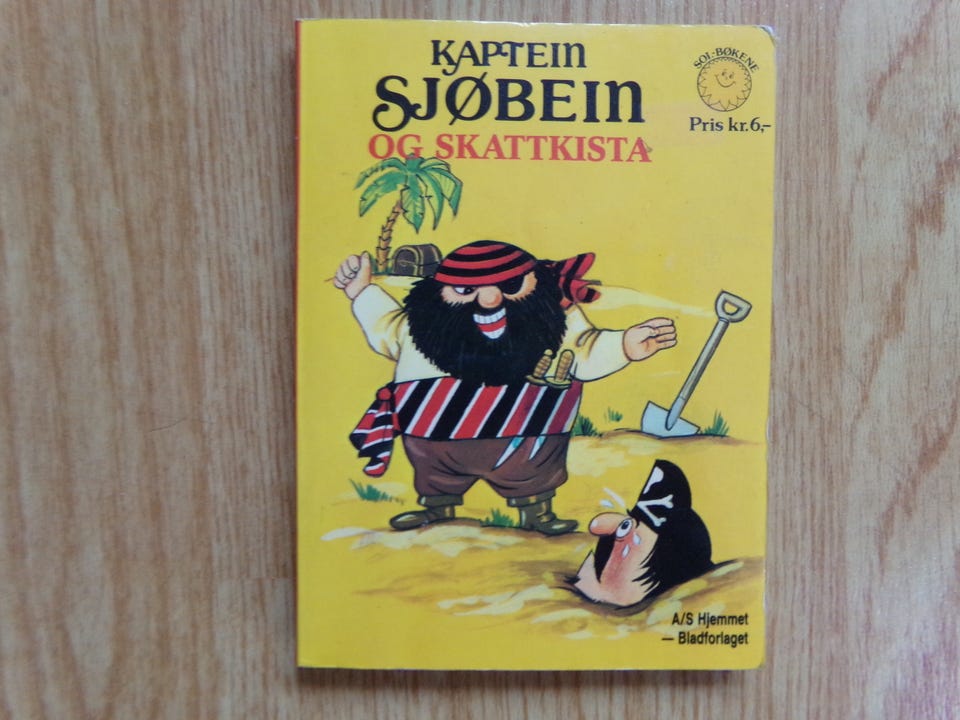 KAPTEIN
SJØBEIN
OG SKATTKISTA
SOL-BØKENE
Pris kr.6,-
A/S Hjemmet
— Bladforlaget